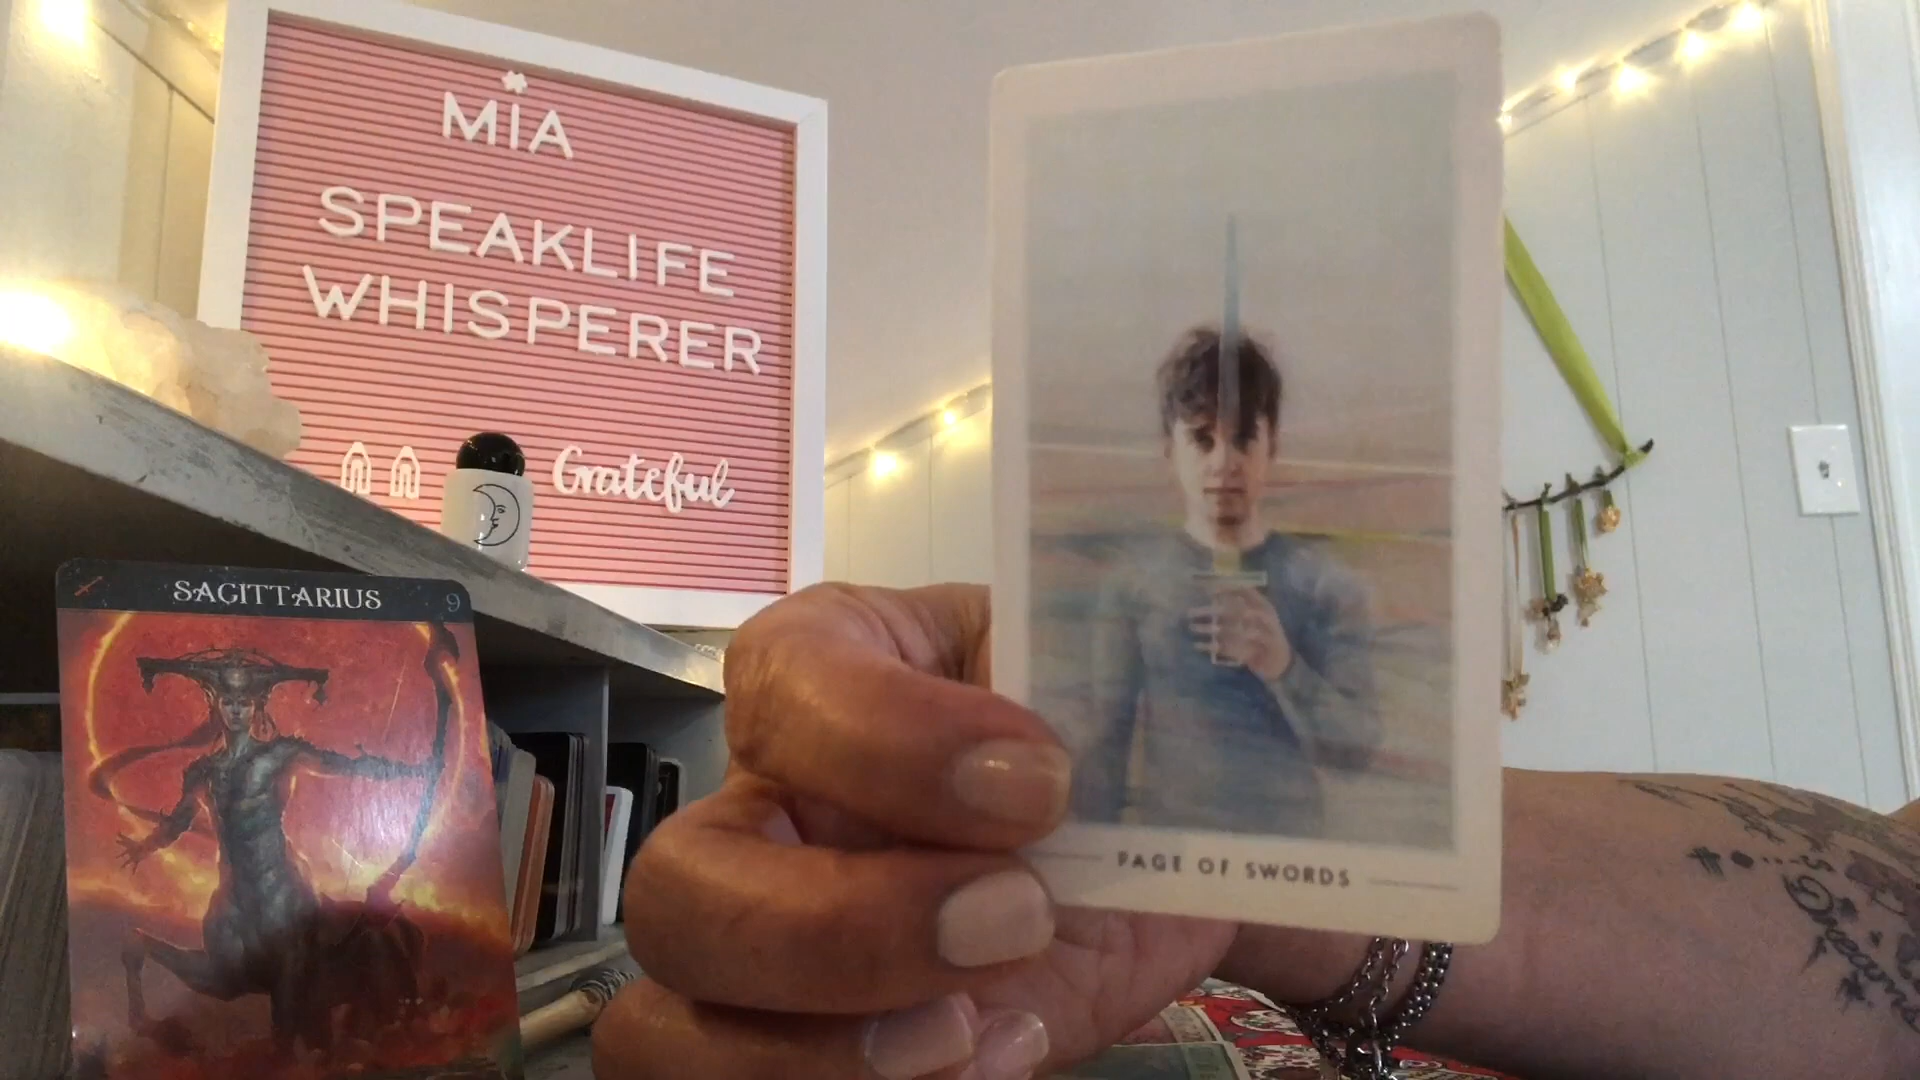 MIA
SPEAKLIFE
WHISPERER
Grateful
SAGITTARIUS
9
PAGE OF SWORDS